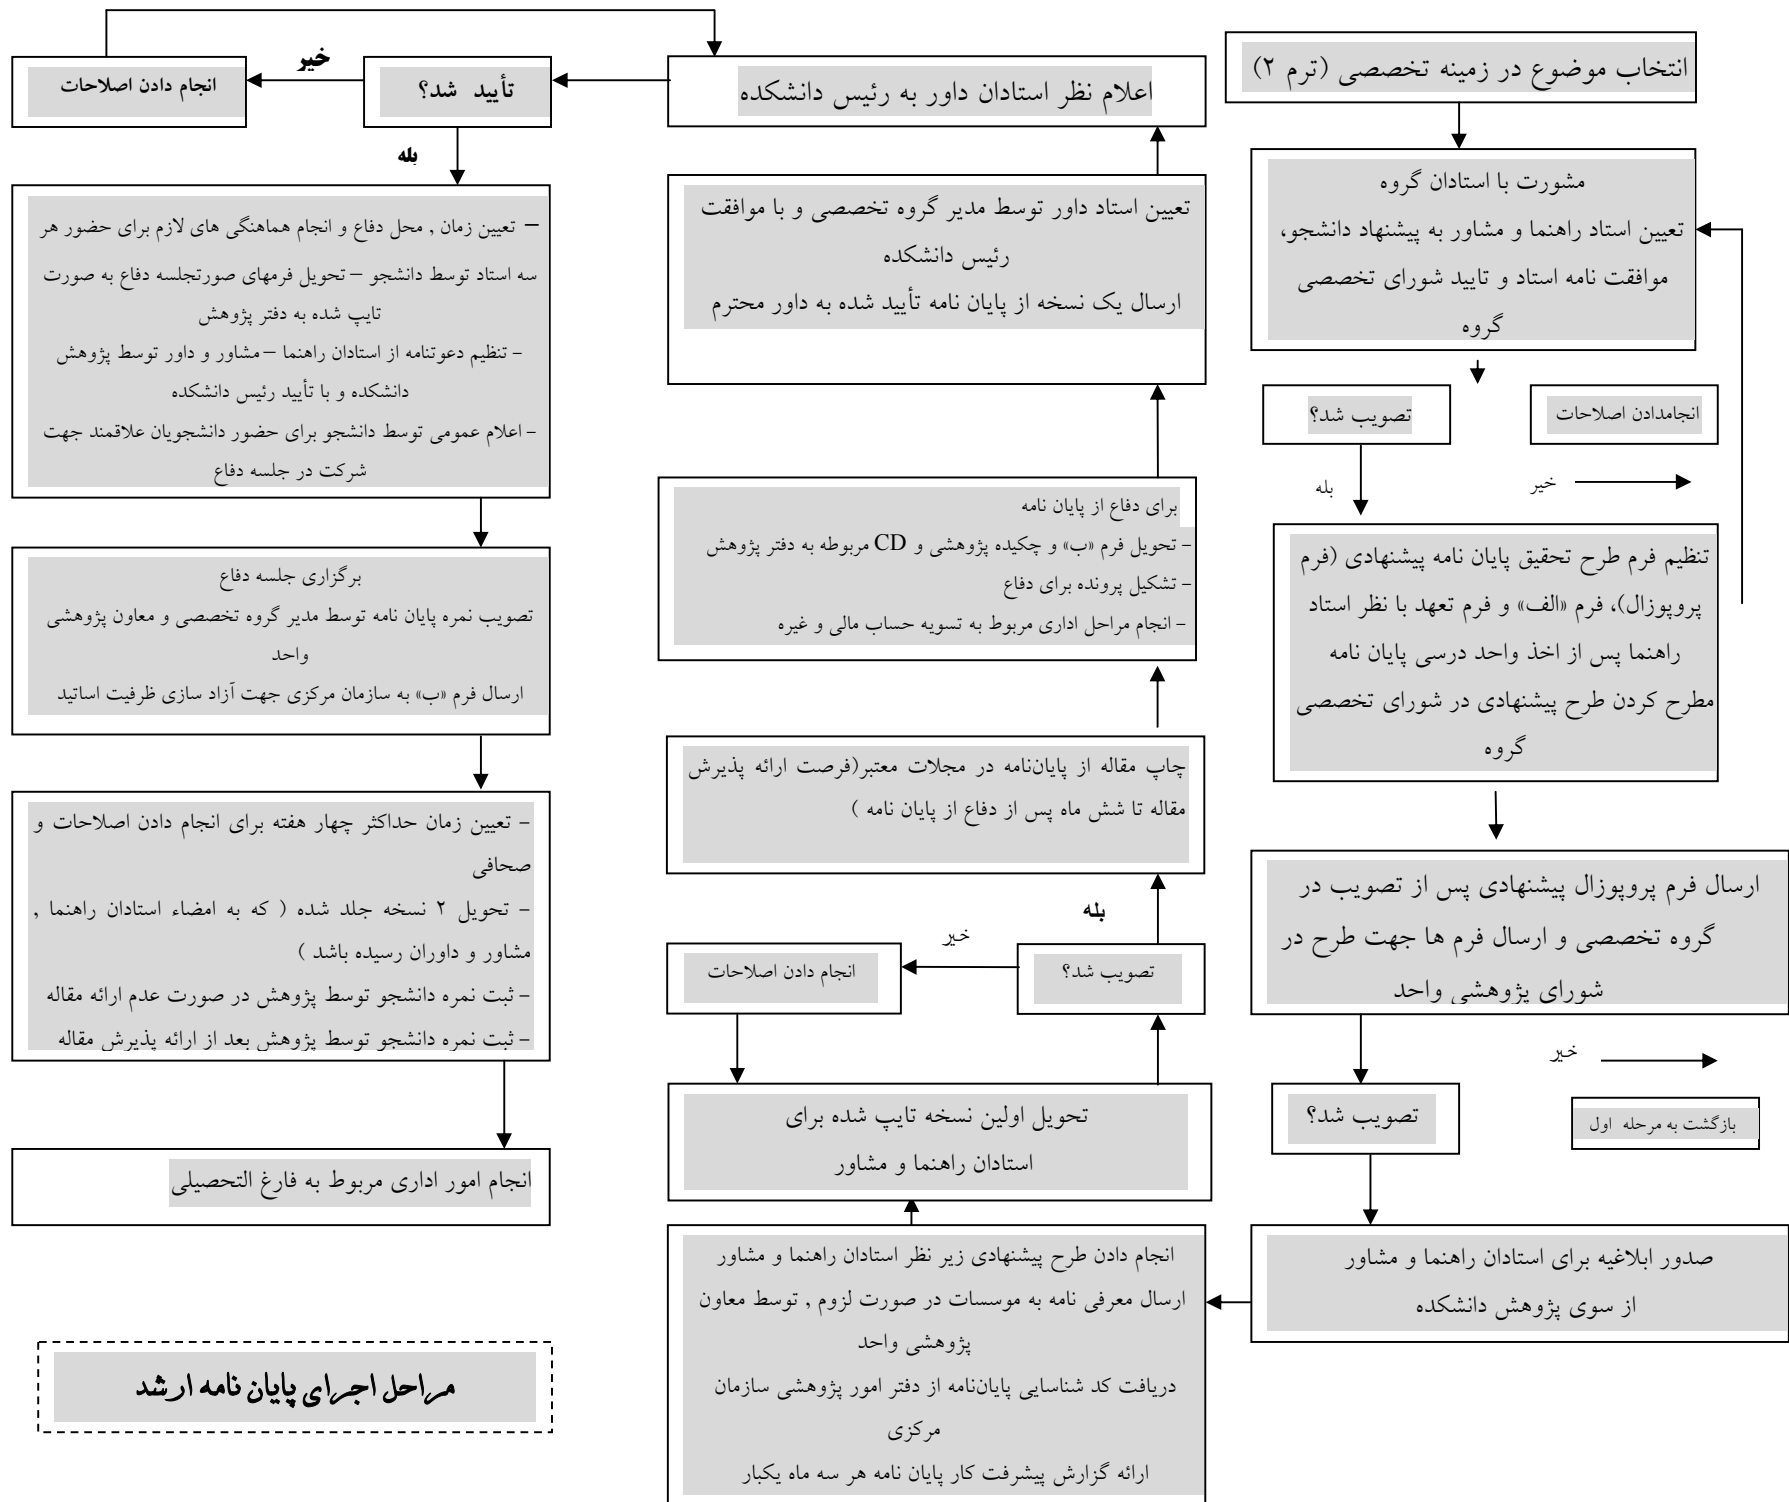 انتخاب موضوع در زمینه تخصصی (ترم ۲)
مشورت با استادان گروه
تعیین استاد راهنما و مشاور به پیشنهاد دانشجو،
موافقت نامه استاد و تایید شورای تخصصی
گروه
تصویب شد؟
انجامدادن اصلاحات
بله
خیر
تنظیم فرم طرح تحقیق پایان نامه پیشنهادی (فرم
پروپوزال)، فرم «الف» و فرم تعهد با نظر استاد
راهنما پس از اخذ واحد درسی پایان نامه
مطرح کردن طرح پیشنهادی در شورای تخصصی
گروه
ارسال فرم پروپوزال پیشنهادی پس از تصویب در
گروه تخصصی و ارسال فرم ها جهت طرح در
شورای پژوهشی واحد
خیر
تصویب شد؟
بازگشت به مرحله اول
صدور ابلاغیه برای استادان راهنما و مشاور
از سوی پژوهش دانشکده
انجام دادن طرح پیشنهادی زیر نظر استادان راهنما و مشاور
ارسال معرفی نامه به موسسات در صورت لزوم , توسط معاون
پژوهشی واحد
دریافت کد شناسایی پایان‌نامه از دفتر امور پژوهشی سازمان
مرکزی
ارائه گزارش پیشرفت کار پایان نامه هر سه ماه یکبار
تحویل اولین نسخه تایپ شده برای
استادان راهنما و مشاور
تصویب شد؟
خیر
انجام دادن اصلاحات
بله
چاپ مقاله از پایان‌نامه در مجلات معتبر(فرصت ارائه پذیرش
مقاله تا شش ماه پس از دفاع از پایان نامه )
برای دفاع از پایان نامه
- تحویل فرم «ب» و چکیده پژوهشی و CD مربوطه به دفتر پژوهش
- تشکیل پرونده برای دفاع
- انجام مراحل اداری مربوط به تسویه حساب مالی و غیره
تعیین استاد داور توسط مدیر گروه تخصصی و با موافقت
رئیس دانشکده
ارسال یک نسخه از پایان نامه تأیید شده به داور محترم
اعلام نظر استادان داور به رئیس دانشکده
تأیید شد؟
خیر
انجام دادن اصلاحات
بله
– تعیین زمان , محل دفاع و انجام هماهنگی های لازم برای حضور هر
سه استاد توسط دانشجو – تحویل فرمهای صورتجلسه دفاع به صورت
تایپ شده به دفتر پژوهش
- تنظیم دعوتنامه از استادان راهنما – مشاور و داور توسط پژوهش
دانشکده و با تأیید رئیس دانشکده
- اعلام عمومی توسط دانشجو برای حضور دانشجویان علاقمند جهت
شرکت در جلسه دفاع
برگزاری جلسه دفاع
تصویب نمره پایان نامه توسط مدیر گروه تخصصی و معاون پژوهشی
واحد
ارسال فرم «ب» به سازمان مرکزی جهت آزاد سازی ظرفیت اساتید
- تعیین زمان حداکثر چهار هفته برای انجام دادن اصلاحات و
صحافی
- تحویل ۲ نسخه جلد شده ( که به امضاء استادان راهنما ,
مشاور و داوران رسیده باشد )
- ثبت نمره دانشجو توسط پژوهش در صورت عدم ارائه مقاله
- ثبت نمره دانشجو توسط پژوهش بعد از ارائه پذیرش مقاله
انجام امور اداری مربوط به فارغ التحصیلی
مراحل اجرای پایان نامه ارشد